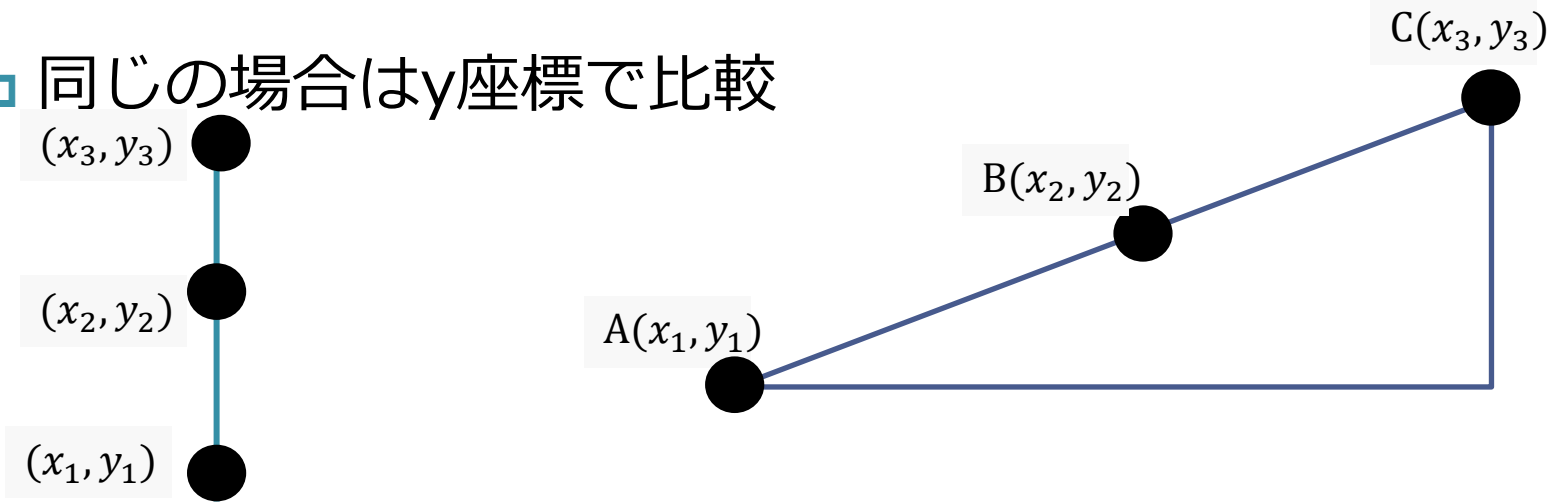 同じの場合はy座標で比較
(x₃, y₃)
(x₂, y₂)
(x₁, y₁)
C(x₃, y₃)
B(x₂, y₂)
A(x₁, y₁)